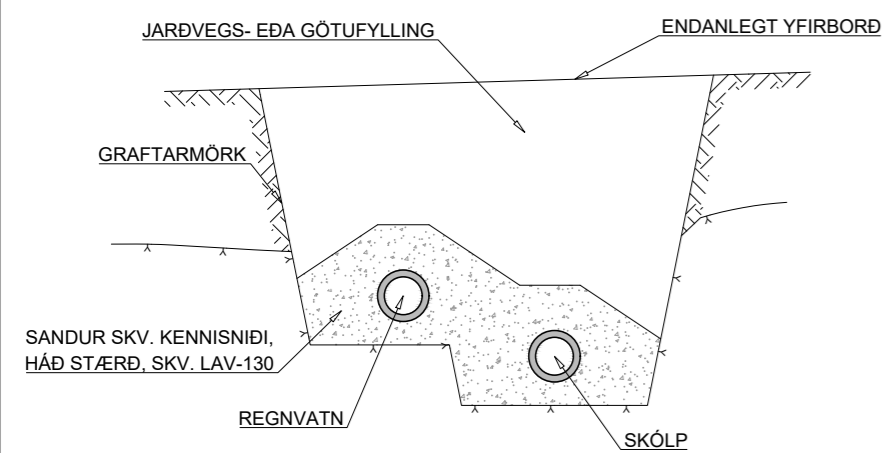 JARÐVEGS- EÐA GÖTUFYLLING
ENDANLEGT YFIRBORÐ
GRAFTARMÖRK
SANDUR SKV. KENNISNIÐI,
HÁÐ STÆRÐ, SKV. LAV-130
REGNVATN
SKÓLP